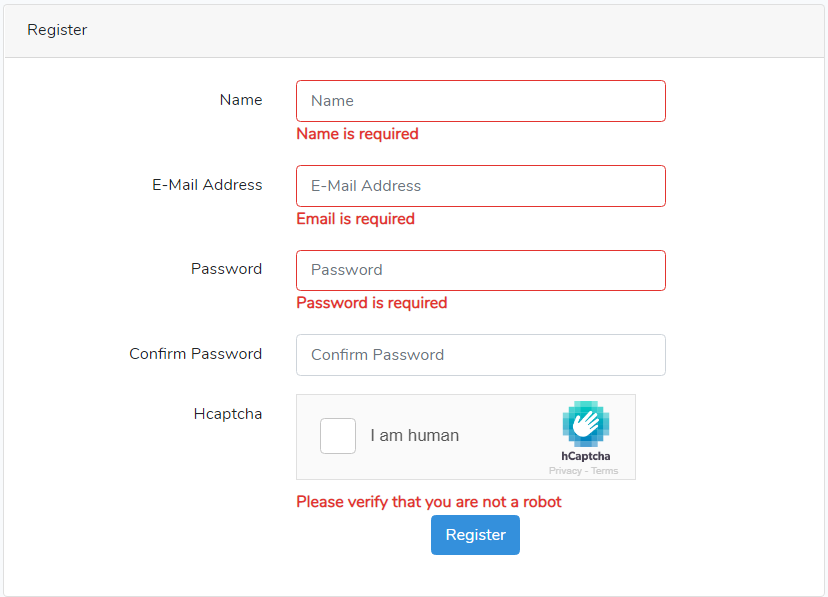 Register
Name
Name
Name is required
E-Mail Address
E-Mail Address
Email is required
Password
Password
Password is required
Confirm Password
Confirm Password
Hcaptcha
I am human
hCaptcha
Privacy - Terms
Please verify that you are not a robot
Register